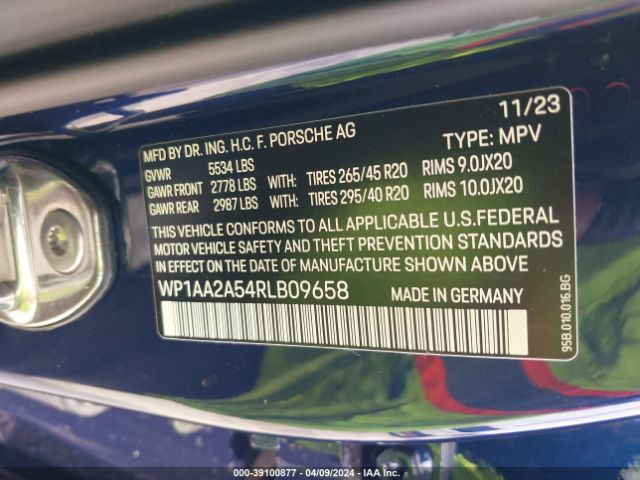 11/23
MFD BY DR. ING. H.C. F. PORSCHE AG TYPE: MPV
GVWR 5534 LBS
GAWR FRONT 2778 LBS WITH: TIRES 265/45 R20 RIMS 9.0JX20
GAWR REAR 2987 LBS WITH: TIRES 295/40 R20 RIMS 10.0JX20
THIS VEHICLE CONFORMS TO ALL APPLICABLE U.S.FEDERAL
MOTOR VEHICLE SAFETY AND THEFT PREVENTION STANDARDS
IN EFFECT ON THE DATE OF MANUFACTURE SHOWN ABOVE
WP1AA2A54RLB09658 MADE IN GERMANY
95B.010.016.BG
000-39100877 - 04/09/2024 - IAA Inc.